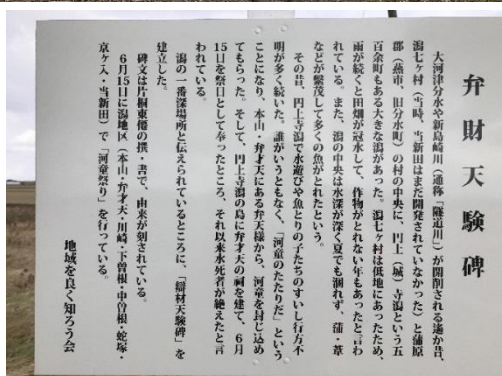 弁財天験碑
大河津分水や新島崎川（通称「隧道川」）が開削される遙か昔、
潟七ヶ村（当時、当新田はまだ開発されていなかった）と蒲原
郡（燕市、旧分水町）の村の中央に、円上（城）寺潟という五
百余町もある大きな潟があった。潟七ヶ村は低地にあったため、
雨が続くと田畑が冠水して、作物がとれない年もあったと言わ
れている。また、潟の中央は水深が深く夏でも涸れず、蒲・葦
などが繁茂して多くの魚がとれたという。
その昔、円上寺潟で水遊びや魚とりの子たちのすいし行方不
明が多く続いた。誰がいうともなく、「河童のたたりだ」という
ことになり、本山・弁才天にある弁天様から、河童を封じ込め
てもらった。そして、円上寺潟の島に弁才天の祠を建て、6月
15日を祭日として奉ったところ、それ以来水死者が絶えたと言
われている。
潟の一番深場所と伝えられているところに、「辯材天験碑」を
建立した。
碑文は片桐東僊の撰・書で、由来が刻されている。
6月15日に潟地区（本山・弁才天・川崎・下曽根・中曽根・蛇塚・
京ヶ入・当新田）で「河童祭り」を行っている。
地域を良く知ろう会